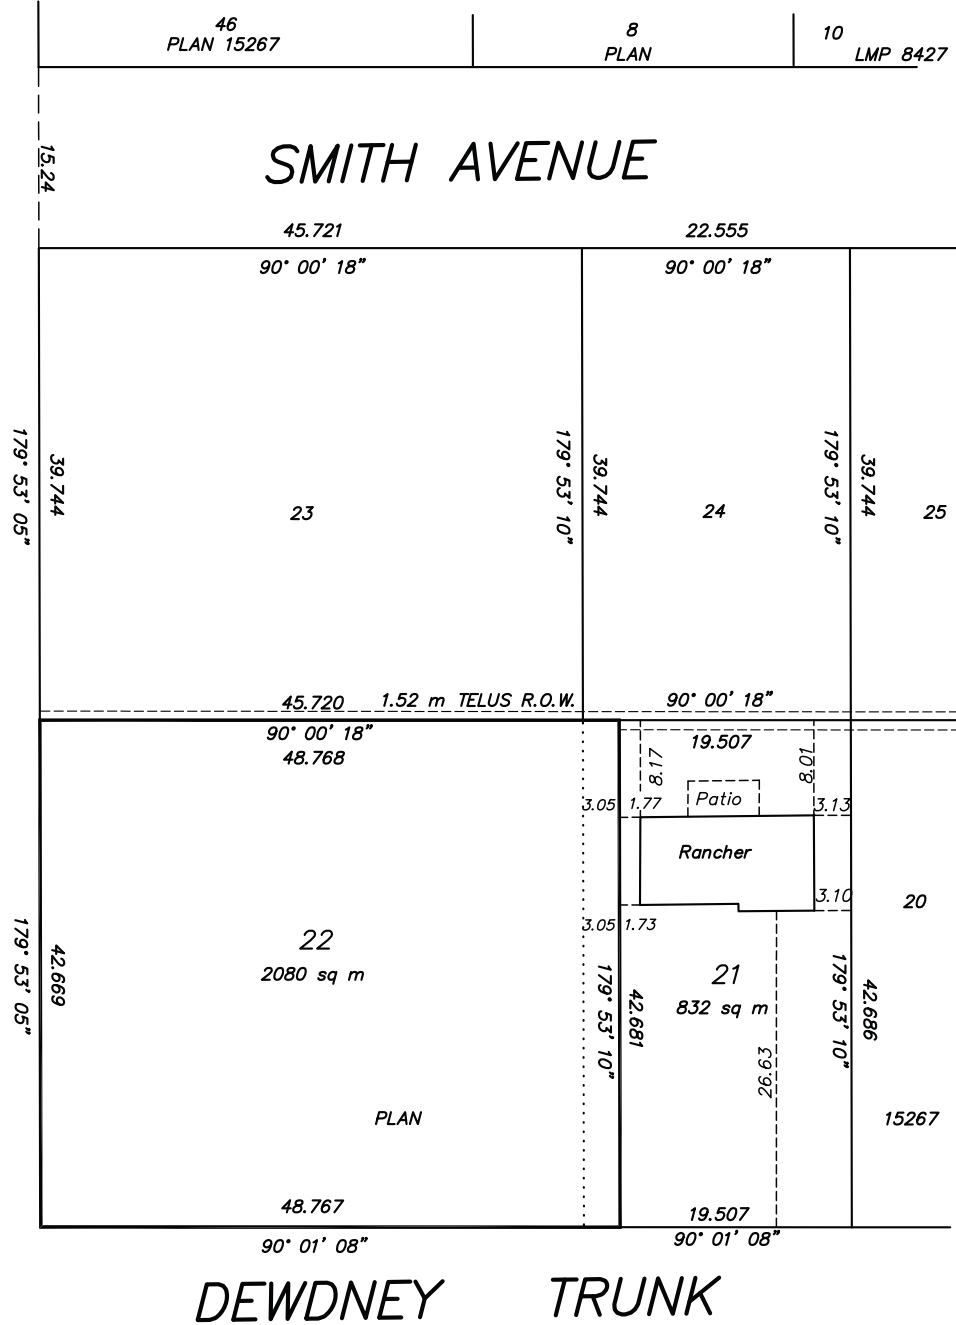 46
PLAN 15267
8
PLAN
10
LMP 8427
15.24
SMITH AVENUE
45.721
22.555
90° 00' 18"
90° 00' 18"
179° 53' 05"
39.744
23
179° 53' 10"
39.744
24
179° 53' 10"
39.744
25
45.720
1.52 m TELUS R.O.W.
90° 00' 18"
90° 00' 18"
48.768
19.507
8.17
8.01
3.05
1.77
Patio
3.13
Rancher
3.10
20
3.05
1.73
22
2080 sq m
21
832 sq m
179° 53' 05"
42.669
179° 53' 10"
42.681
179° 53' 10"
42.686
26.63
PLAN
15267
48.767
19.507
90° 01' 08"
90° 01' 08"
DEWDNEY TRUNK